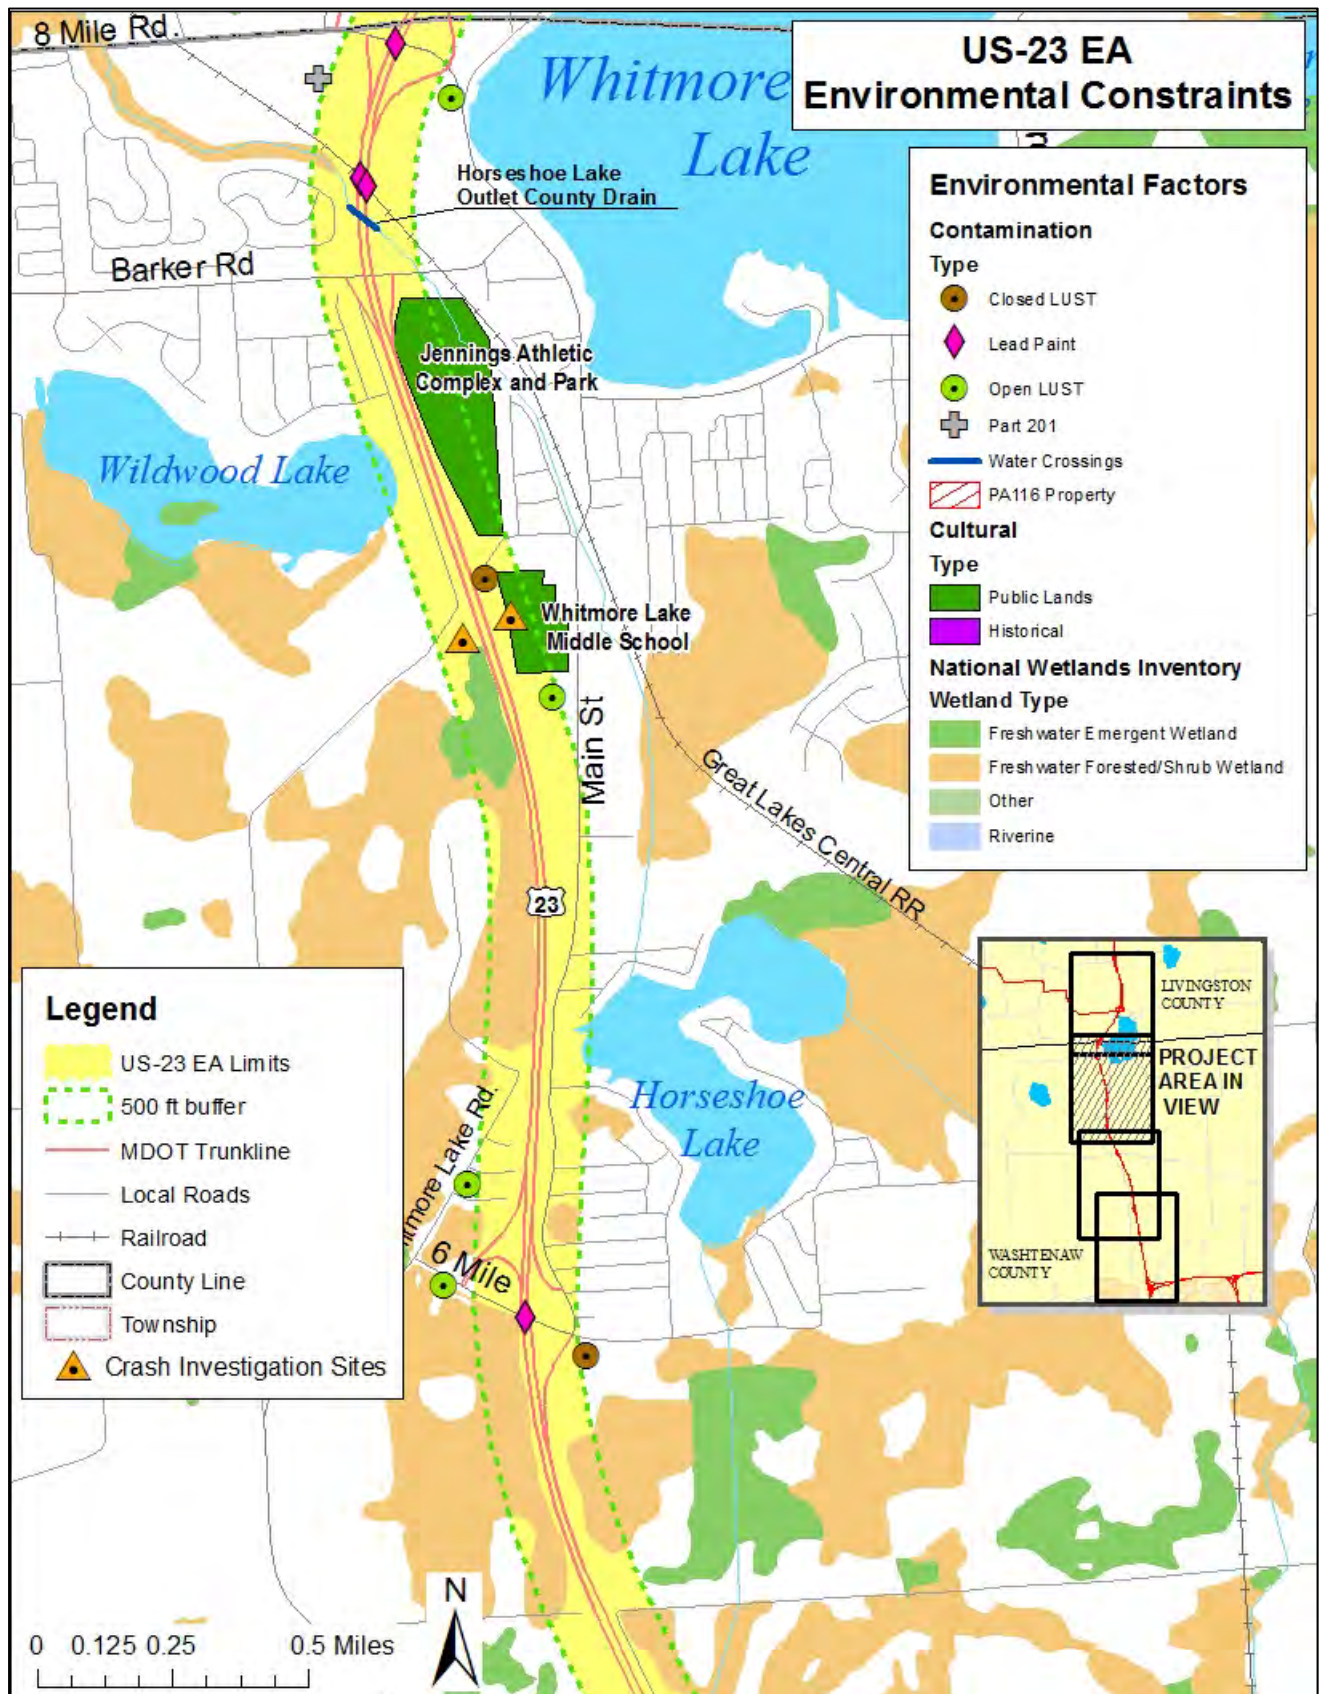 8 Mile Rd.
US-23 EA
Environmental Constraints
Whitmore
Lake
Horseshoe Lake
Outlet County Drain
Barker Rd
Jennings Athletic
Complex and Park
Wildwood Lake
Whitmore Lake
Middle School
Main St
Great Lakes Central RR
23
Horseshoe
Lake
itmore Lake Rd.
6 Mile
Environmental Factors
Contamination
Type
Closed LUST
Lead Paint
Open LUST
Part 201
Water Crossings
PA116 Property
Cultural
Type
Public Lands
Historical
National Wetlands Inventory
Wetland Type
Freshwater Emergent Wetland
Freshwater Forested/Shrub Wetland
Other
Riverine
LIVINGSTON
COUNTY
PROJECT
AREA IN
VIEW
WASHTENAW
COUNTY
Legend
US-23 EA Limits
500 ft buffer
MDOT Trunkline
Local Roads
Railroad
County Line
Township
Crash Investigation Sites
N
0 0.125 0.25 0.5 Miles